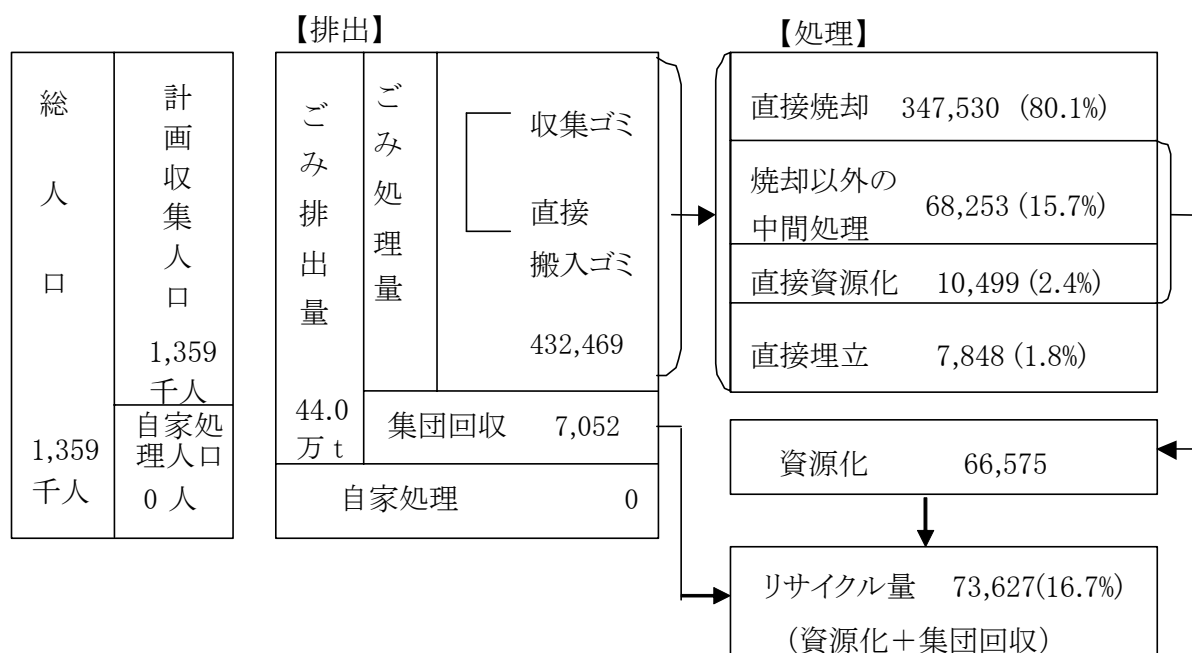 【排出】
【処理】
総人口
1,359
千人
計画収集人口
1,359
千人
自家処
理人口
0 人
ごみ排出量
44.0
万 t
ごみ処理量
収集ゴミ
直接
搬入ゴミ
432,469
集団回収 7,052
自家処理 0
直接焼却 347,530 (80.1%)
焼却以外の
中間処理 68,253 (15.7%)
直接資源化 10,499 (2.4%)
直接埋立 7,848 (1.8%)
資源化 66,575
リサイクル量 73,627(16.7%)
（資源化＋集団回収）